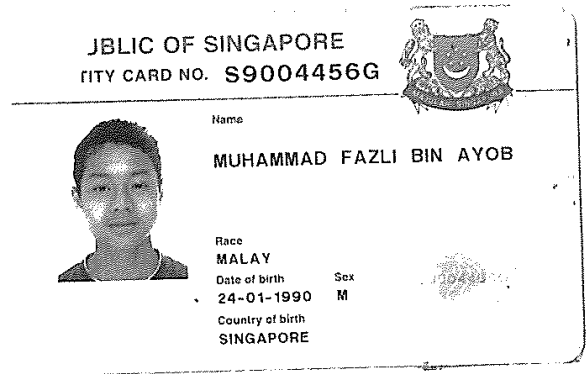 JBLIC OF SINGAPORE
TITY CARD NO. S9004456G
Name
MUHAMMAD FAZLI BIN AYOB
Race
MALAY
Date of birth Sex
24-01-1990 M
Country of birth
SINGAPORE